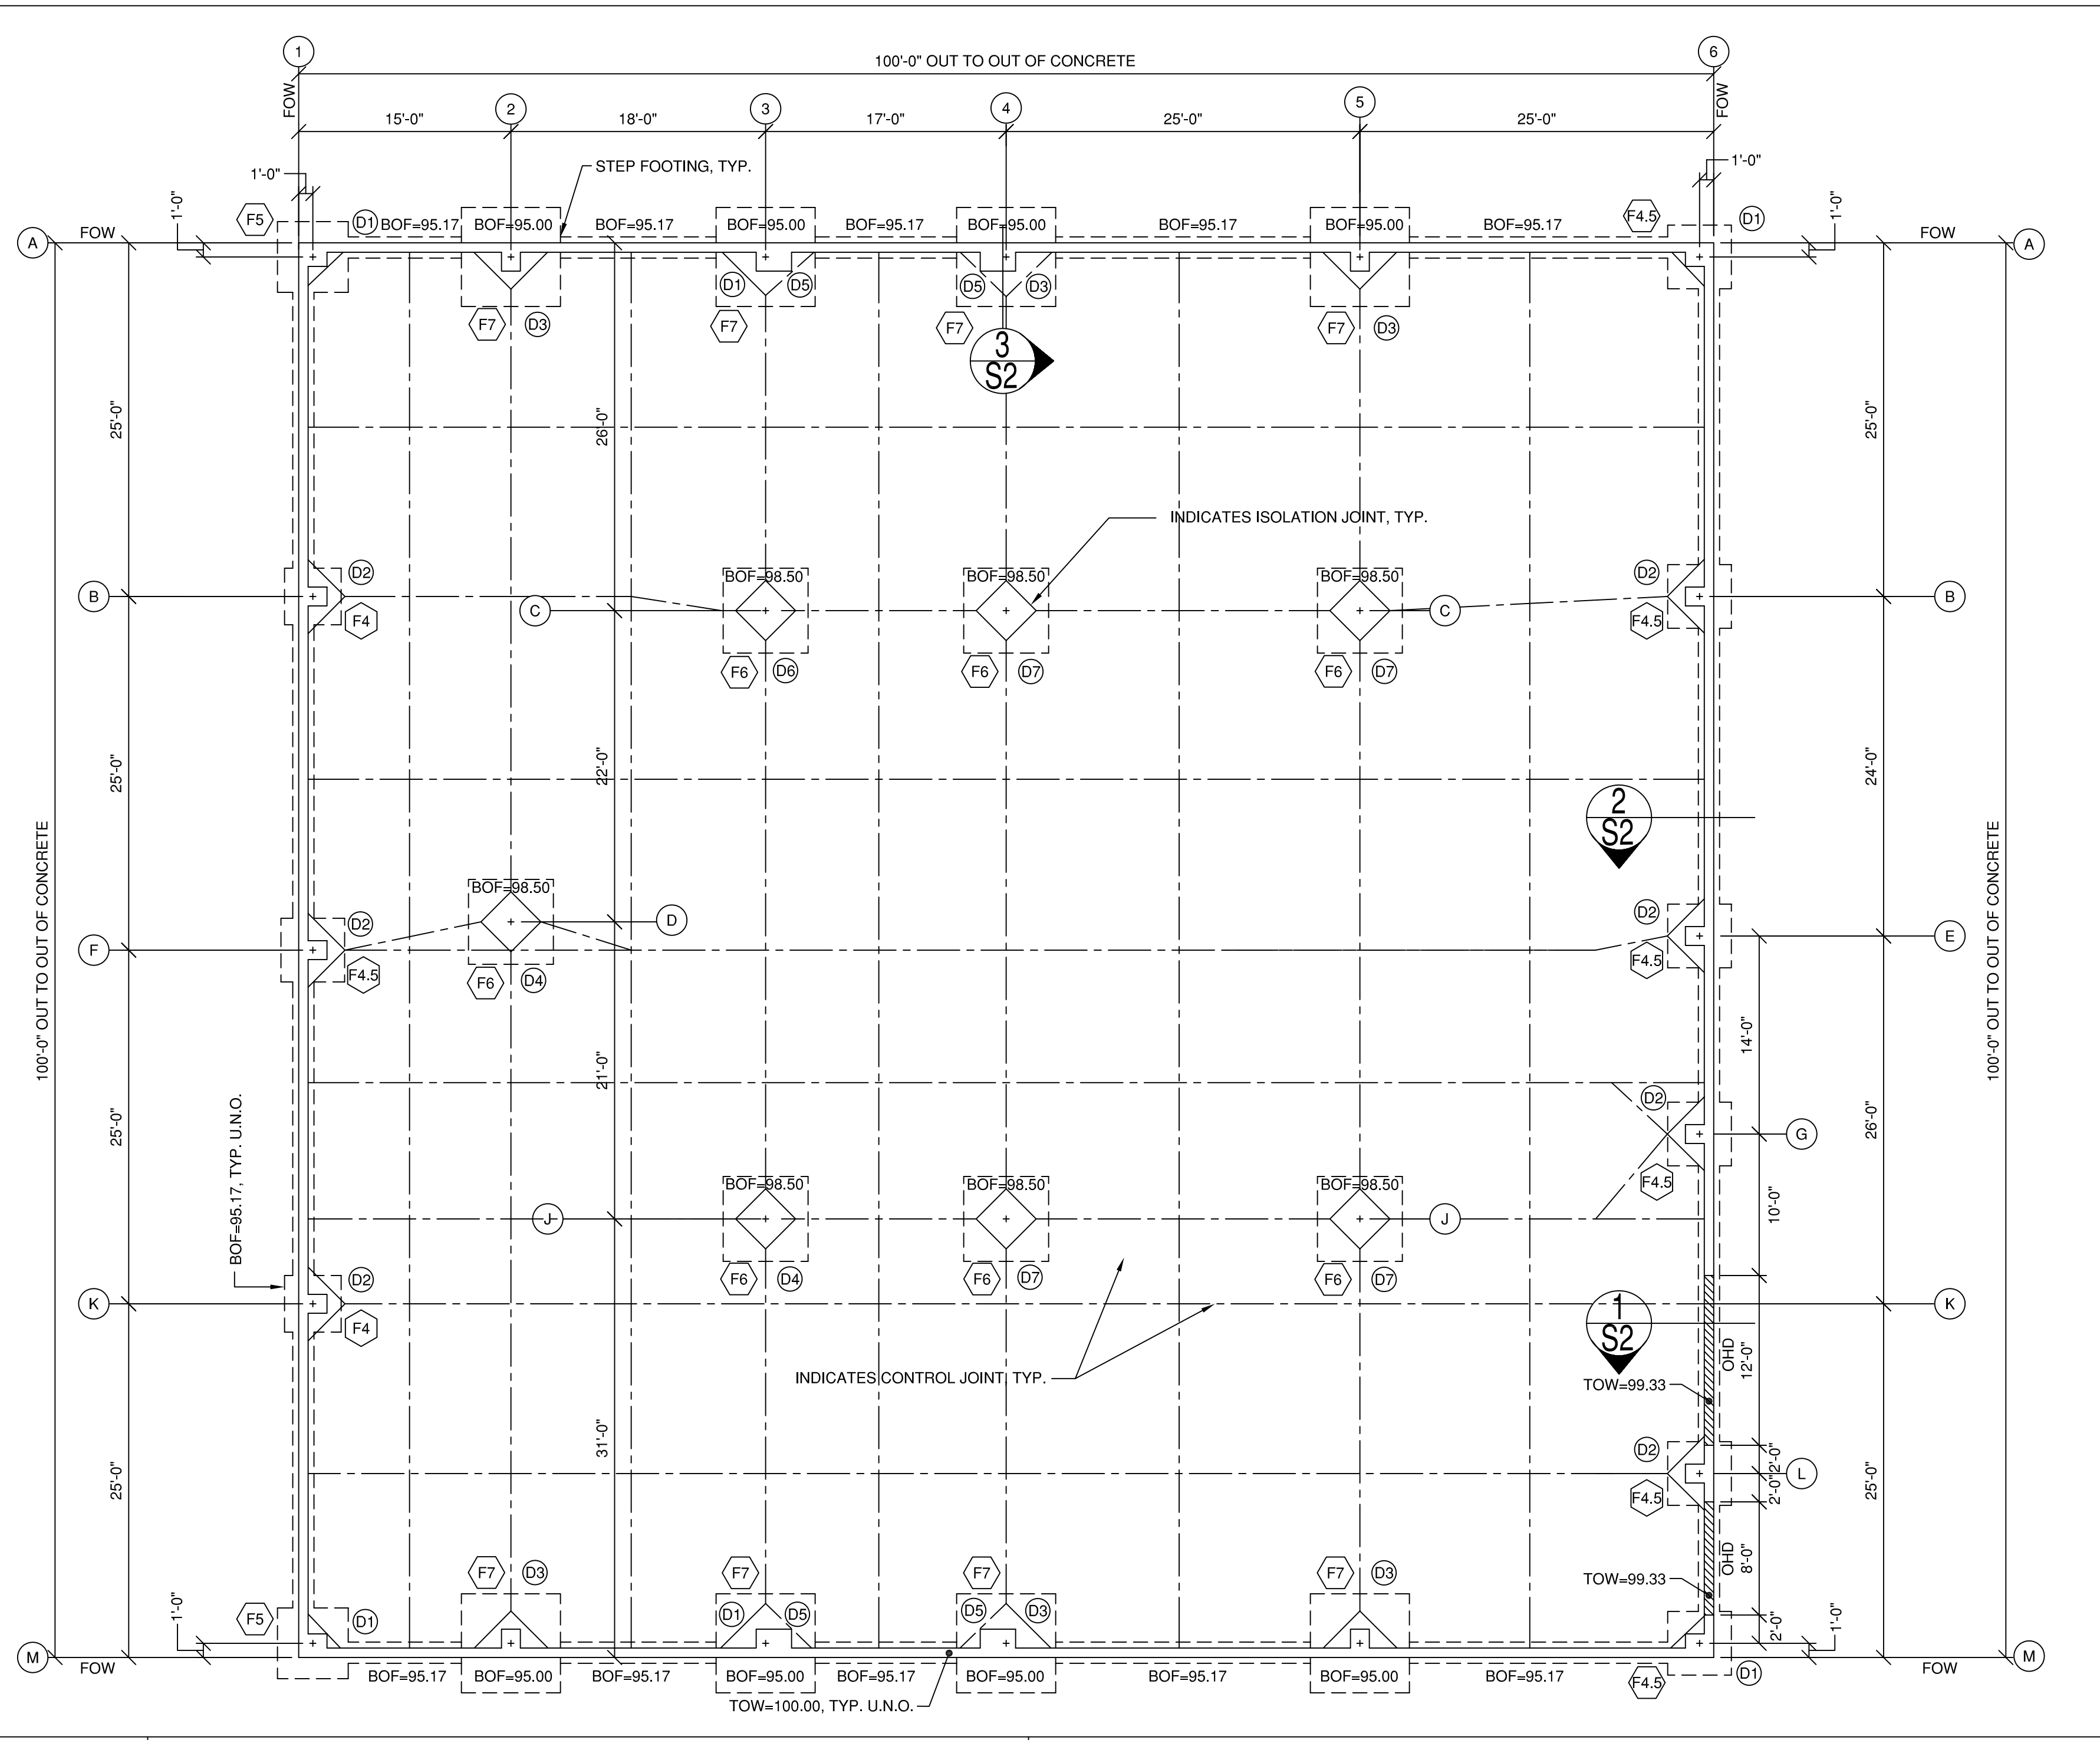 1
6
100'-0" OUT TO OUT OF CONCRETE
FOW
FOW
2
3
4
5
15'-0"
18'-0"
17'-0"
25'-0"
25'-0"
STEP FOOTING, TYP.
1'-0"
1'-0"
1'-0"
1'-0"
F5
D1
BOF=95.17
BOF=95.00
BOF=95.17
BOF=95.00
BOF=95.17
BOF=95.00
BOF=95.17
BOF=95.00
BOF=95.17
F4.5
D1
A
FOW
FOW
A
D1
D5
D5
D3
F7
D3
F7
F7
F7
D3
3
S2
25'-0"
26'-0"
25'-0"
INDICATES ISOLATION JOINT, TYP.
D2
BOF=98.50
BOF=98.50
BOF=98.50
D2
B
C
C
B
F4
F4.5
F6
D6
F6
D7
F6
D7
25'-0"
22'-0"
24'-0"
2
S2
100'-0" OUT TO OUT OF CONCRETE
100'-0" OUT TO OUT OF CONCRETE
BOF=98.50
D2
D
D2
F
E
F4.5
F6
D4
F4.5
14'-0"
21'-0"
25'-0"
26'-0"
BOF=95.17, TYP. U.N.O.
D2
G
F4.5
BOF=98.50
BOF=98.50
BOF=98.50
10'-0"
J
J
D2
F6
D4
F6
D7
F6
D7
K
K
F4
1
S2
INDICATES CONTROL JOINT, TYP.
OHD
12'-0"
TOW=99.33
31'-0"
25'-0"
25'-0"
D2
2'-0"
L
2'-0"
F4.5
OHD
8'-0"
TOW=99.33
F7
D3
F7
F7
F7
D3
1'-0"
F5
D1
D1
D5
D5
D3
2'-0"
1'-0"
M
FOW
FOW
M
BOF=95.17
BOF=95.00
BOF=95.17
BOF=95.00
BOF=95.17
BOF=95.00
BOF=95.17
BOF=95.00
BOF=95.17
F4.5
D1
TOW=100.00, TYP. U.N.O.